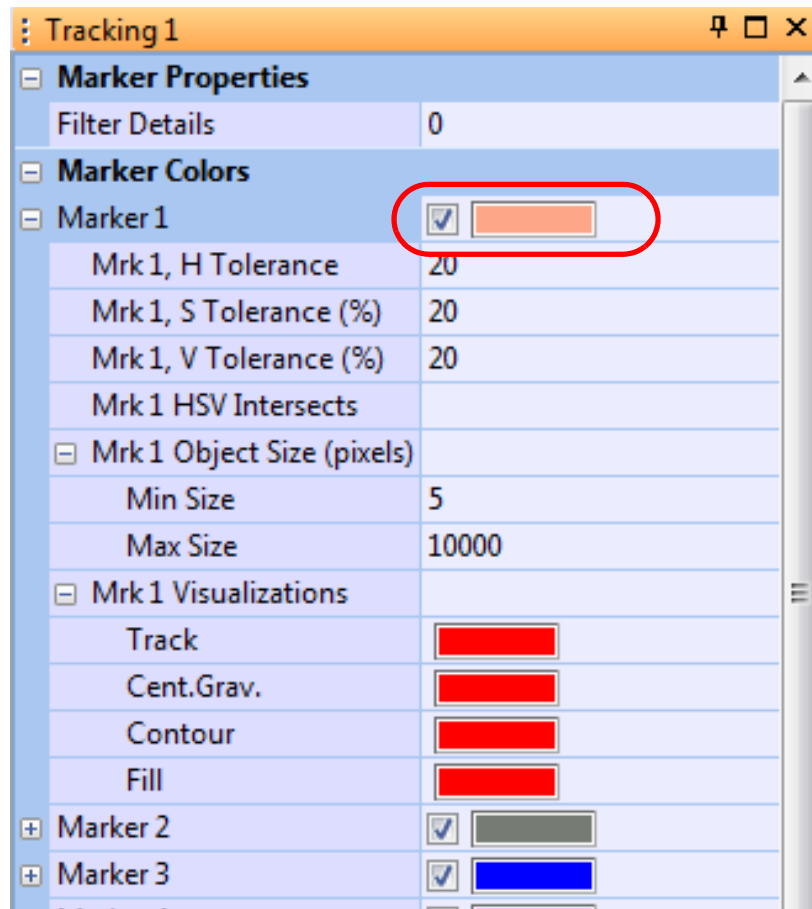 Tracking 1
Marker Properties
Filter Details 0
Marker Colors
Marker 1
Mrk 1, H Tolerance 20
Mrk 1, S Tolerance (%) 20
Mrk 1, V Tolerance (%) 20
Mrk 1 HSV Intersects
Mrk 1 Object Size (pixels)
Min Size 5
Max Size 10000
Mrk 1 Visualizations
Track
Cent.Grav.
Contour
Fill
Marker 2
Marker 3